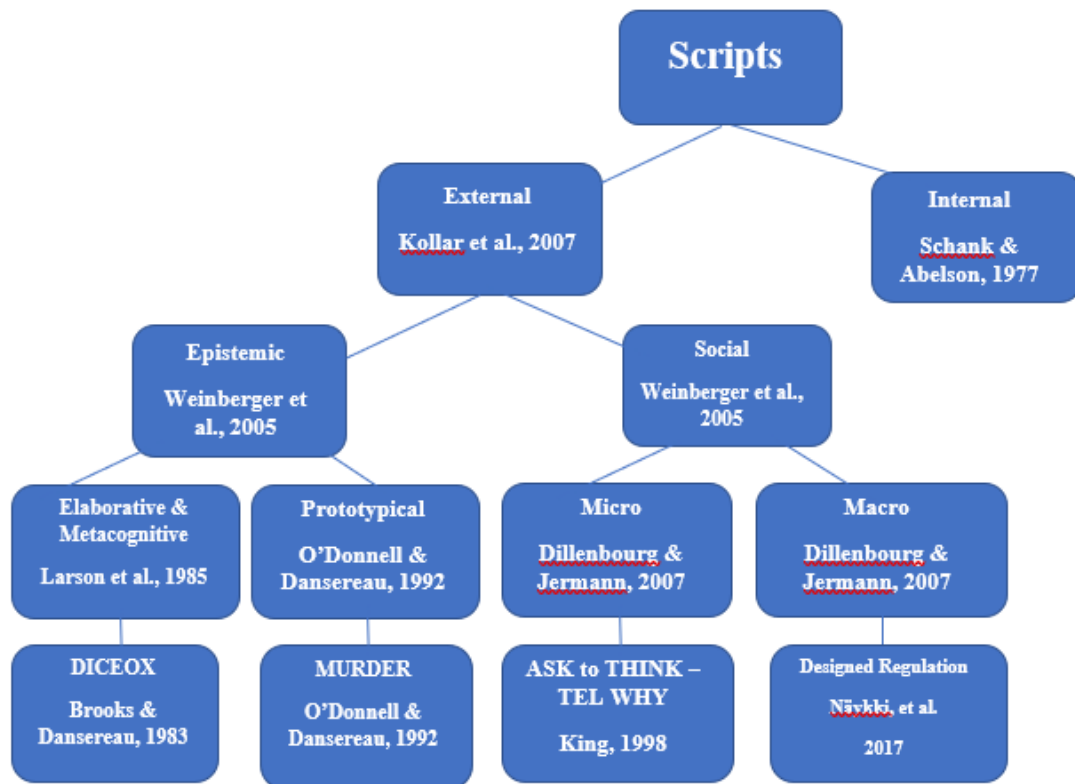 Scripts
External
Kollar et al., 2007
Internal
Schank &
Abelson, 1977
Epistemic
Weinberger et
al., 2005
Social
Weinberger et al.,
2005
Elaborative &
Metacognitive
Larson et al., 1985
Prototypical
O’Donnell &
Dansereau, 1992
Micro
Dillenbourg &
Jermann, 2007
Macro
Dillenbourg &
Jermann, 2007
DICEOX
Brooks &
Dansereau, 1983
MURDER
O’Donnell &
Dansereau, 1992
ASK to THINK –
TEL WHY
King, 1998
Designed Regulation
Näykki, et al.
2017